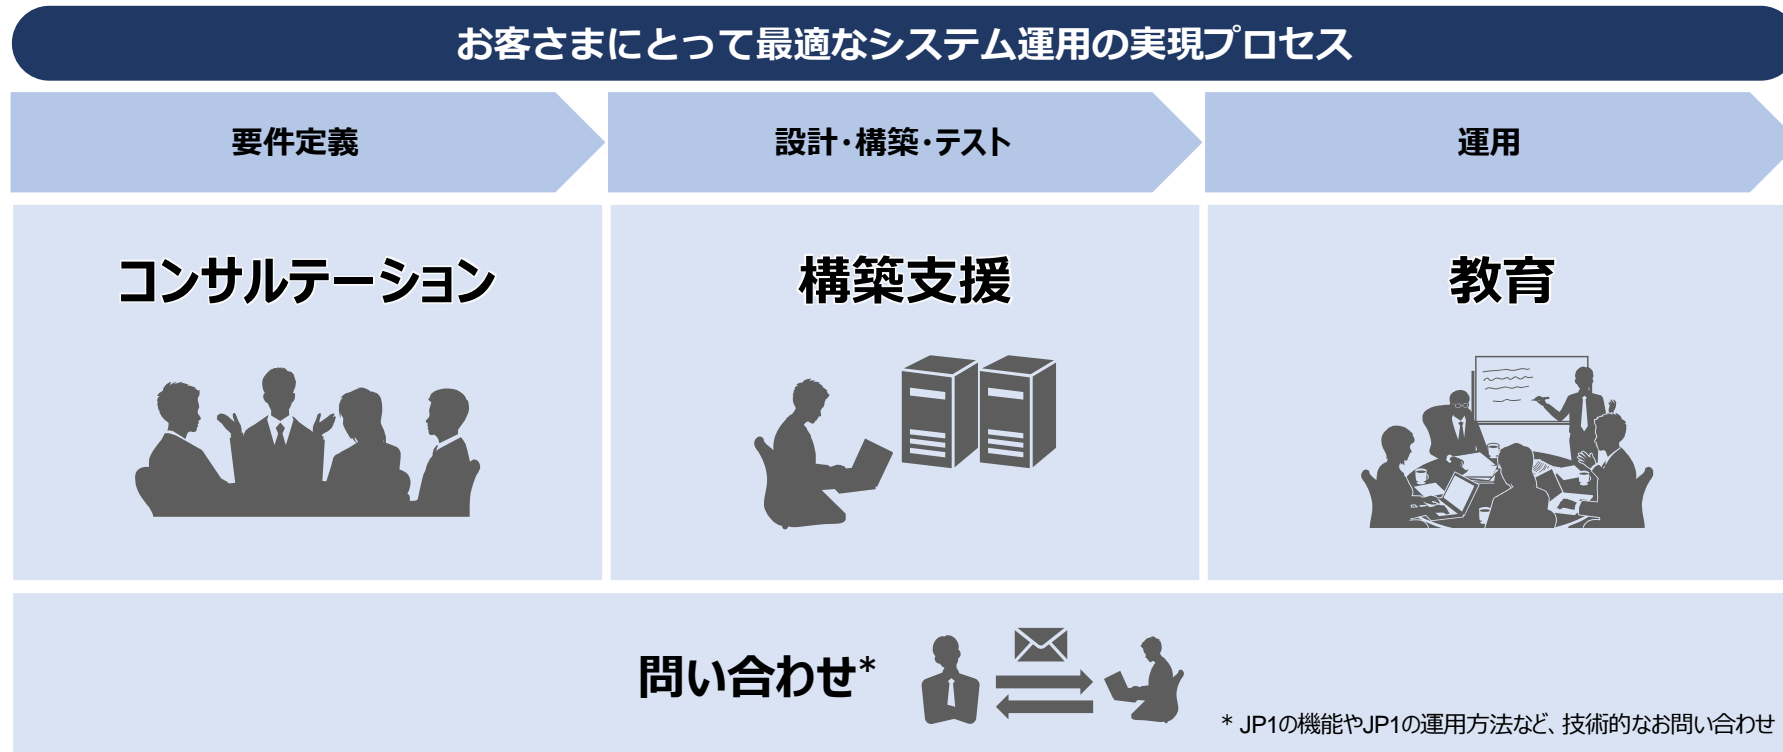 お客さまにとって最適なシステム運用の実現プロセス
要件定義
設計・構築・テスト
運用
コンサルテーション
構築支援
教育
問い合わせ*
* JP1の機能やJP1の運用方法など、技術的なお問い合わせ